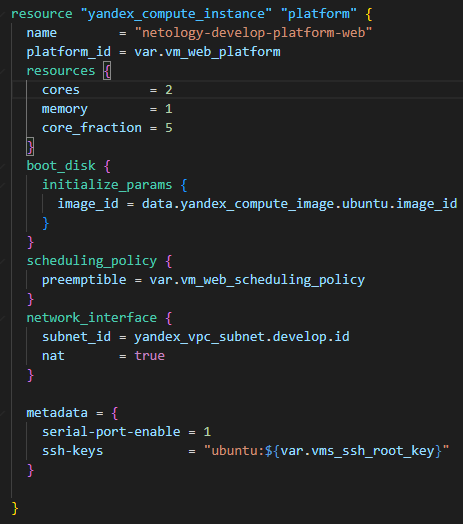 resource "yandex_compute_instance" "platform" {
  name        = "netology-develop-platform-web"
  platform_id = var.vm_web_platform
  resources {
    cores         = 2
    memory        = 1
    core_fraction = 5
  }
  boot_disk {
    initialize_params {
      image_id = data.yandex_compute_image.ubuntu.image_id
    }
  }
  scheduling_policy {
    preemptible = var.vm_web_scheduling_policy
  }
  network_interface {
    subnet_id = yandex_vpc_subnet.develop.id
    nat       = true
  }

  metadata = {
    serial-port-enable = 1
    ssh-keys           = "ubuntu:${var.vms_ssh_root_key}"
  }

}